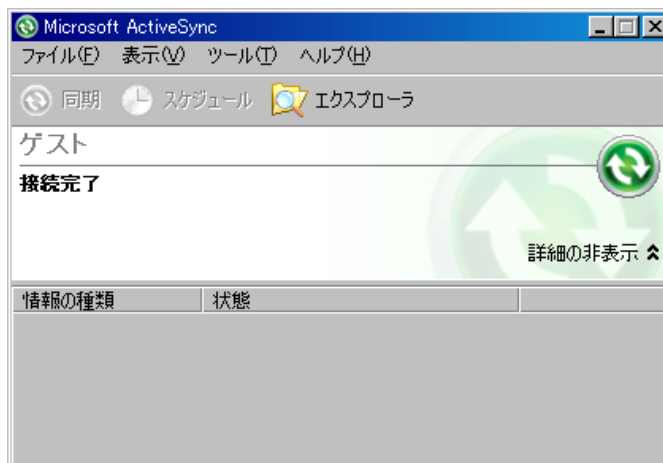 Microsoft ActiveSync
ファイル(F) 表示(V) ツール(T) ヘルプ(H)
同期 スケジュール エクスプローラ
ゲスト
接続完了
詳細の非表示
情報の種類 状態